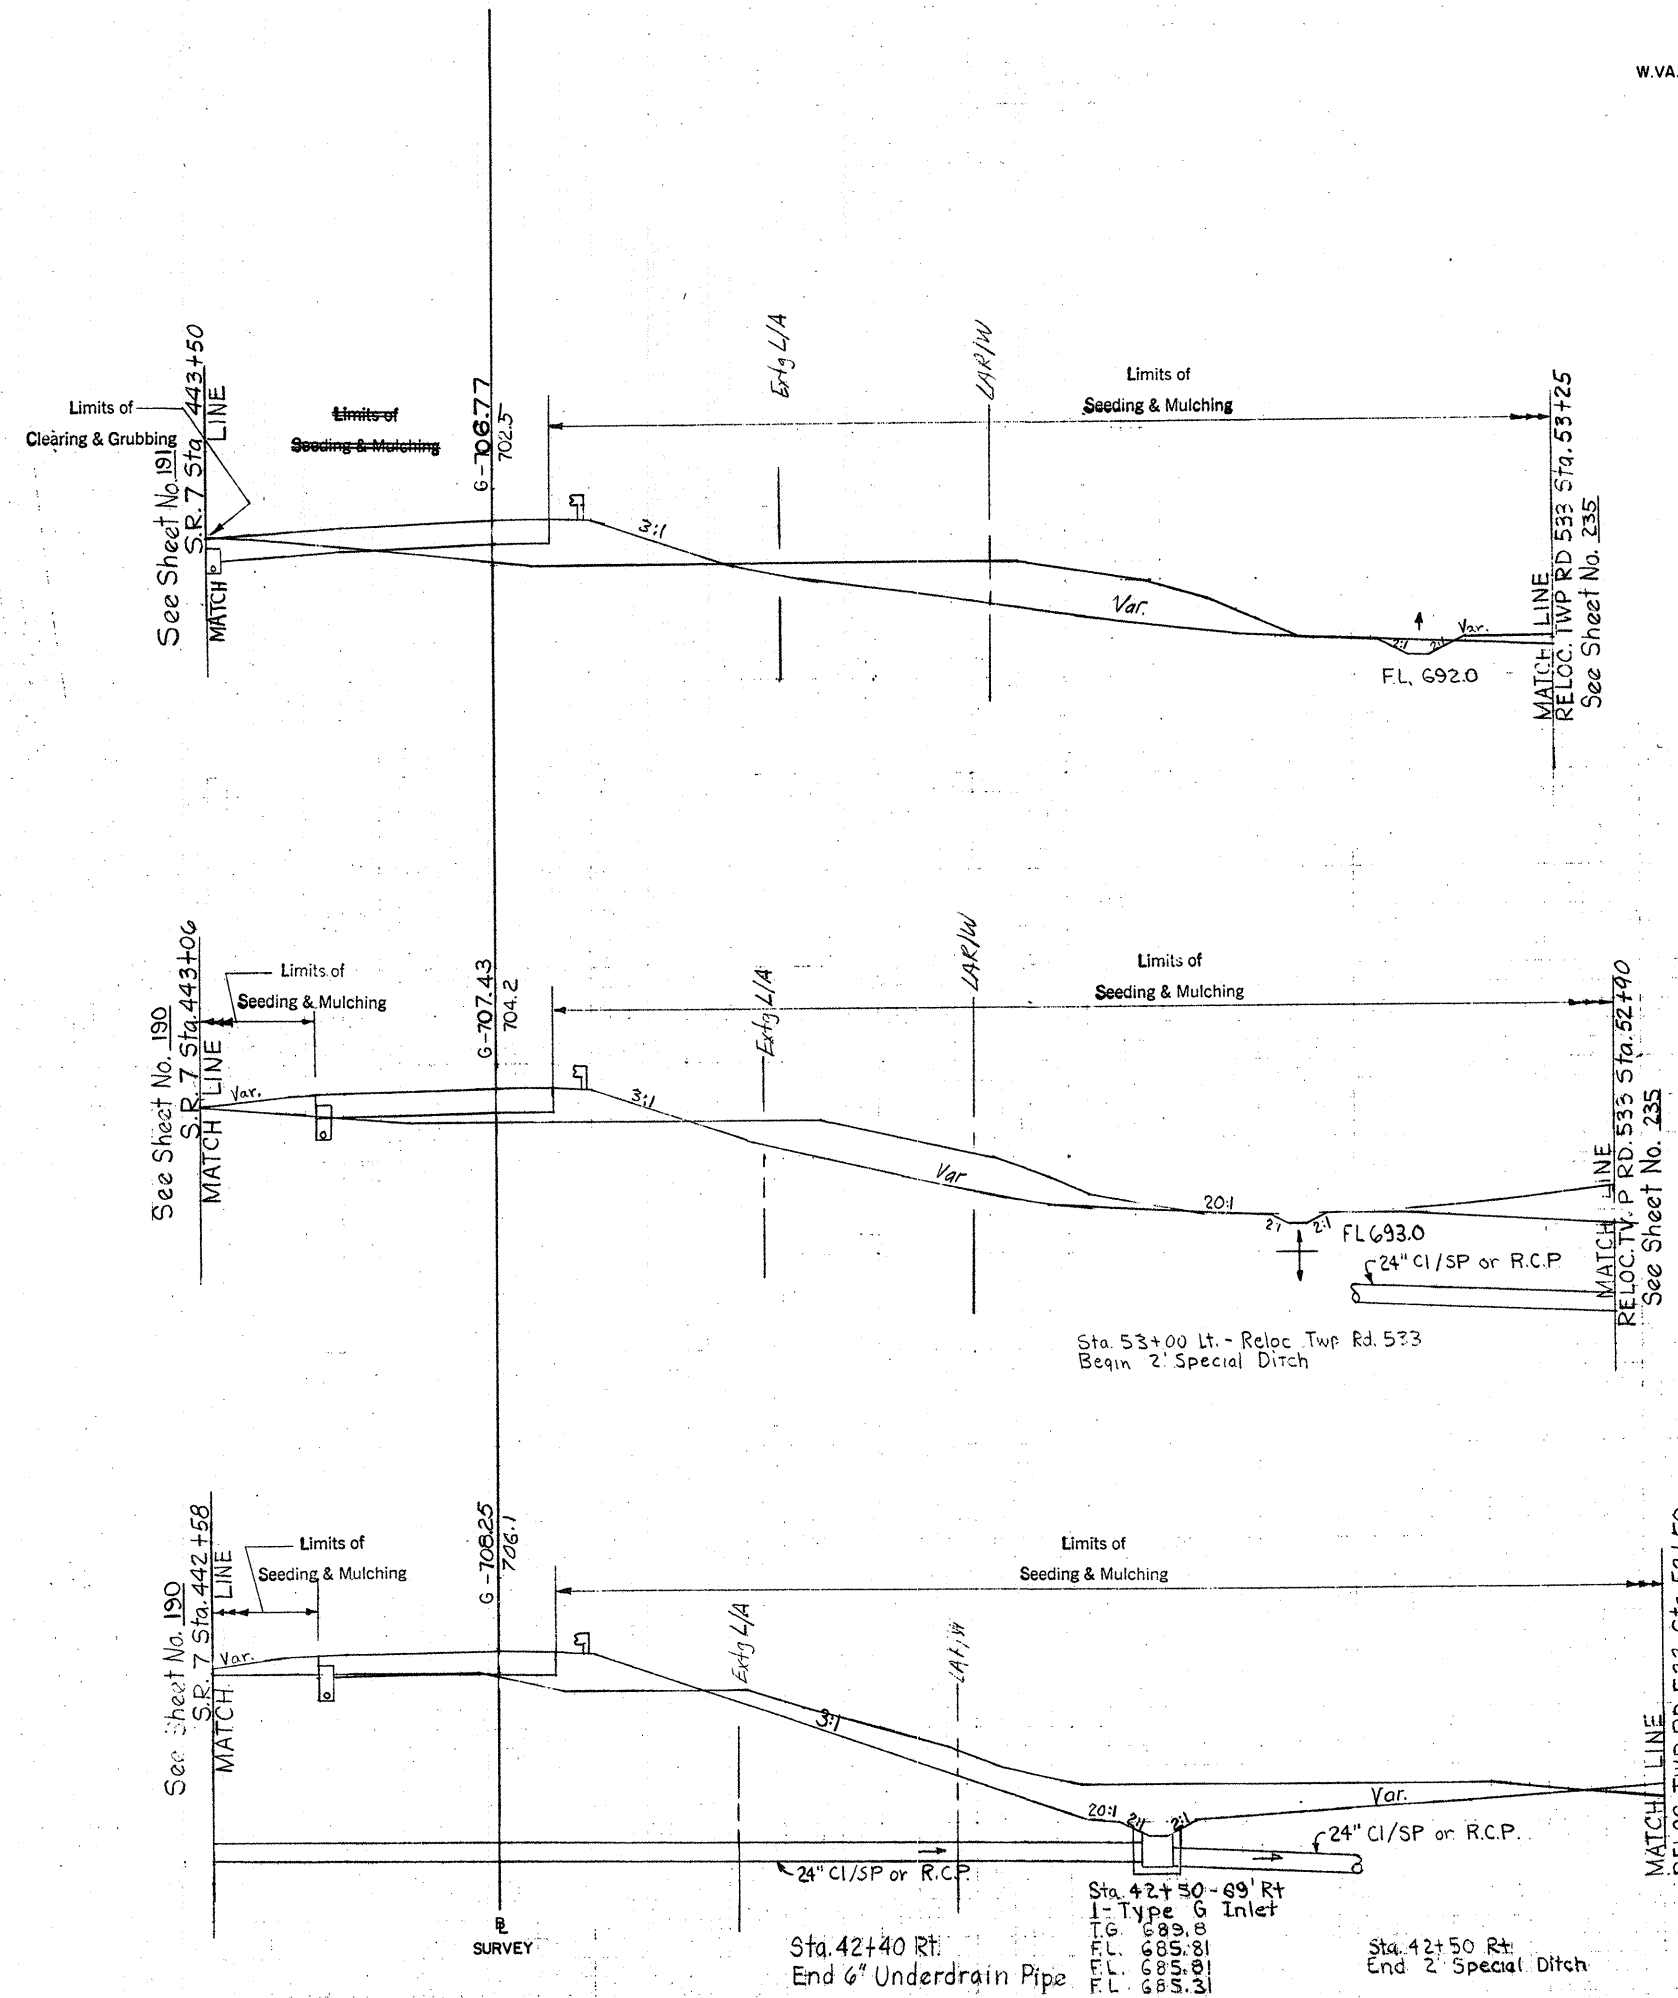 W.VA.
443+50
S.R. 7 Sta.
LINE
MATCH
See Sheet No. 191
Limits of
Clearing & Grubbing
Limits of
Seeding & Mulching
G-706.77
702.5
Extg L/A
LAR/W
Limits of
Seeding & Mulching
3:1
Var.
2:1
2:1
Var.
F.L. 692.0
MATCH LINE
RELOC. TWP RD 533 Sta. 53+25
See Sheet No. 235
See Sheet No. 190
S.R. 7 Sta. 443+06
MATCH LINE
Limits of
Seeding & Mulching
Var.
G-707.43
704.2
Extg L/A
LAR/W
Limits of
Seeding & Mulching
3:1
Var
20:1
2:1
FL 693.0
24" CI/SP or R.C.P.
MATCH LINE
RELOC. TWP RD. 533 Sta. 52+90
See Sheet No. 235
Sta. 53+00 Lt. - Reloc. Twp Rd. 533
Begin 2' Special Ditch
See Sheet No. 190
S.R. 7 Sta. 442+58
MATCH LINE
Limits of
Seeding & Mulching
Var.
G-708.25
706.1
Extg L/A
Limits of
Seeding & Mulching
3:1
20:1
2:1
2:1
Var.
24" CI/SP or R.C.P.
24" CI/SP or R.C.P.
MATCH LINE
Sta. 42+50-69' Rt
1-Type G Inlet
T.G. 689.8
F.L. 685.81
F.L. 685.81
F.L. 685.31
Sta. 42+40 Rt.
End 6" Underdrain Pipe
Sta. 42+50 Rt.
End 2' Special Ditch
B
SURVEY